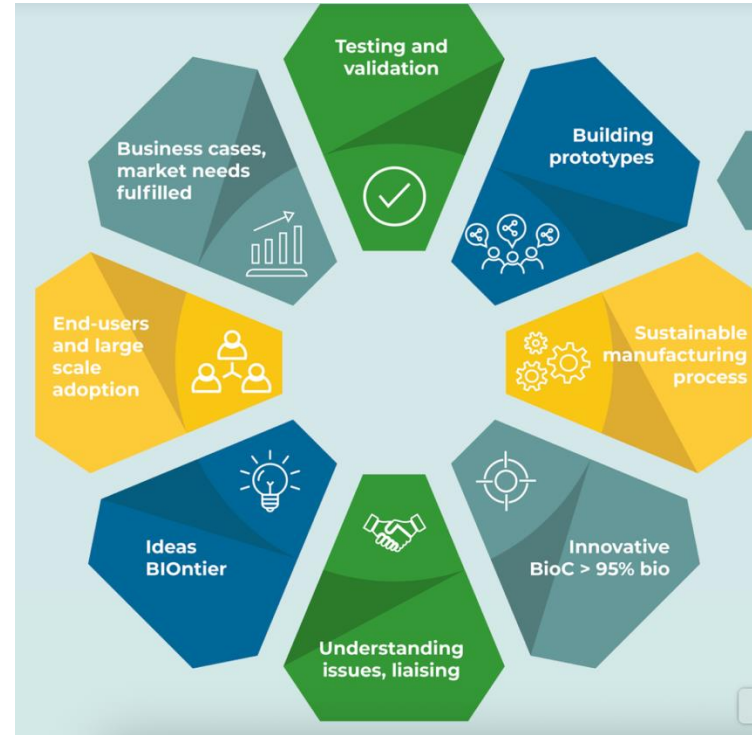 Testing and
validation
Building
prototypes
Business cases,
market needs
fulfilled
End-users
and large
scale
adoption
Sustainable
manufacturing
process
Ideas
BIOntier
Innovative
BioC > 95% bio
Understanding
issues, liaising